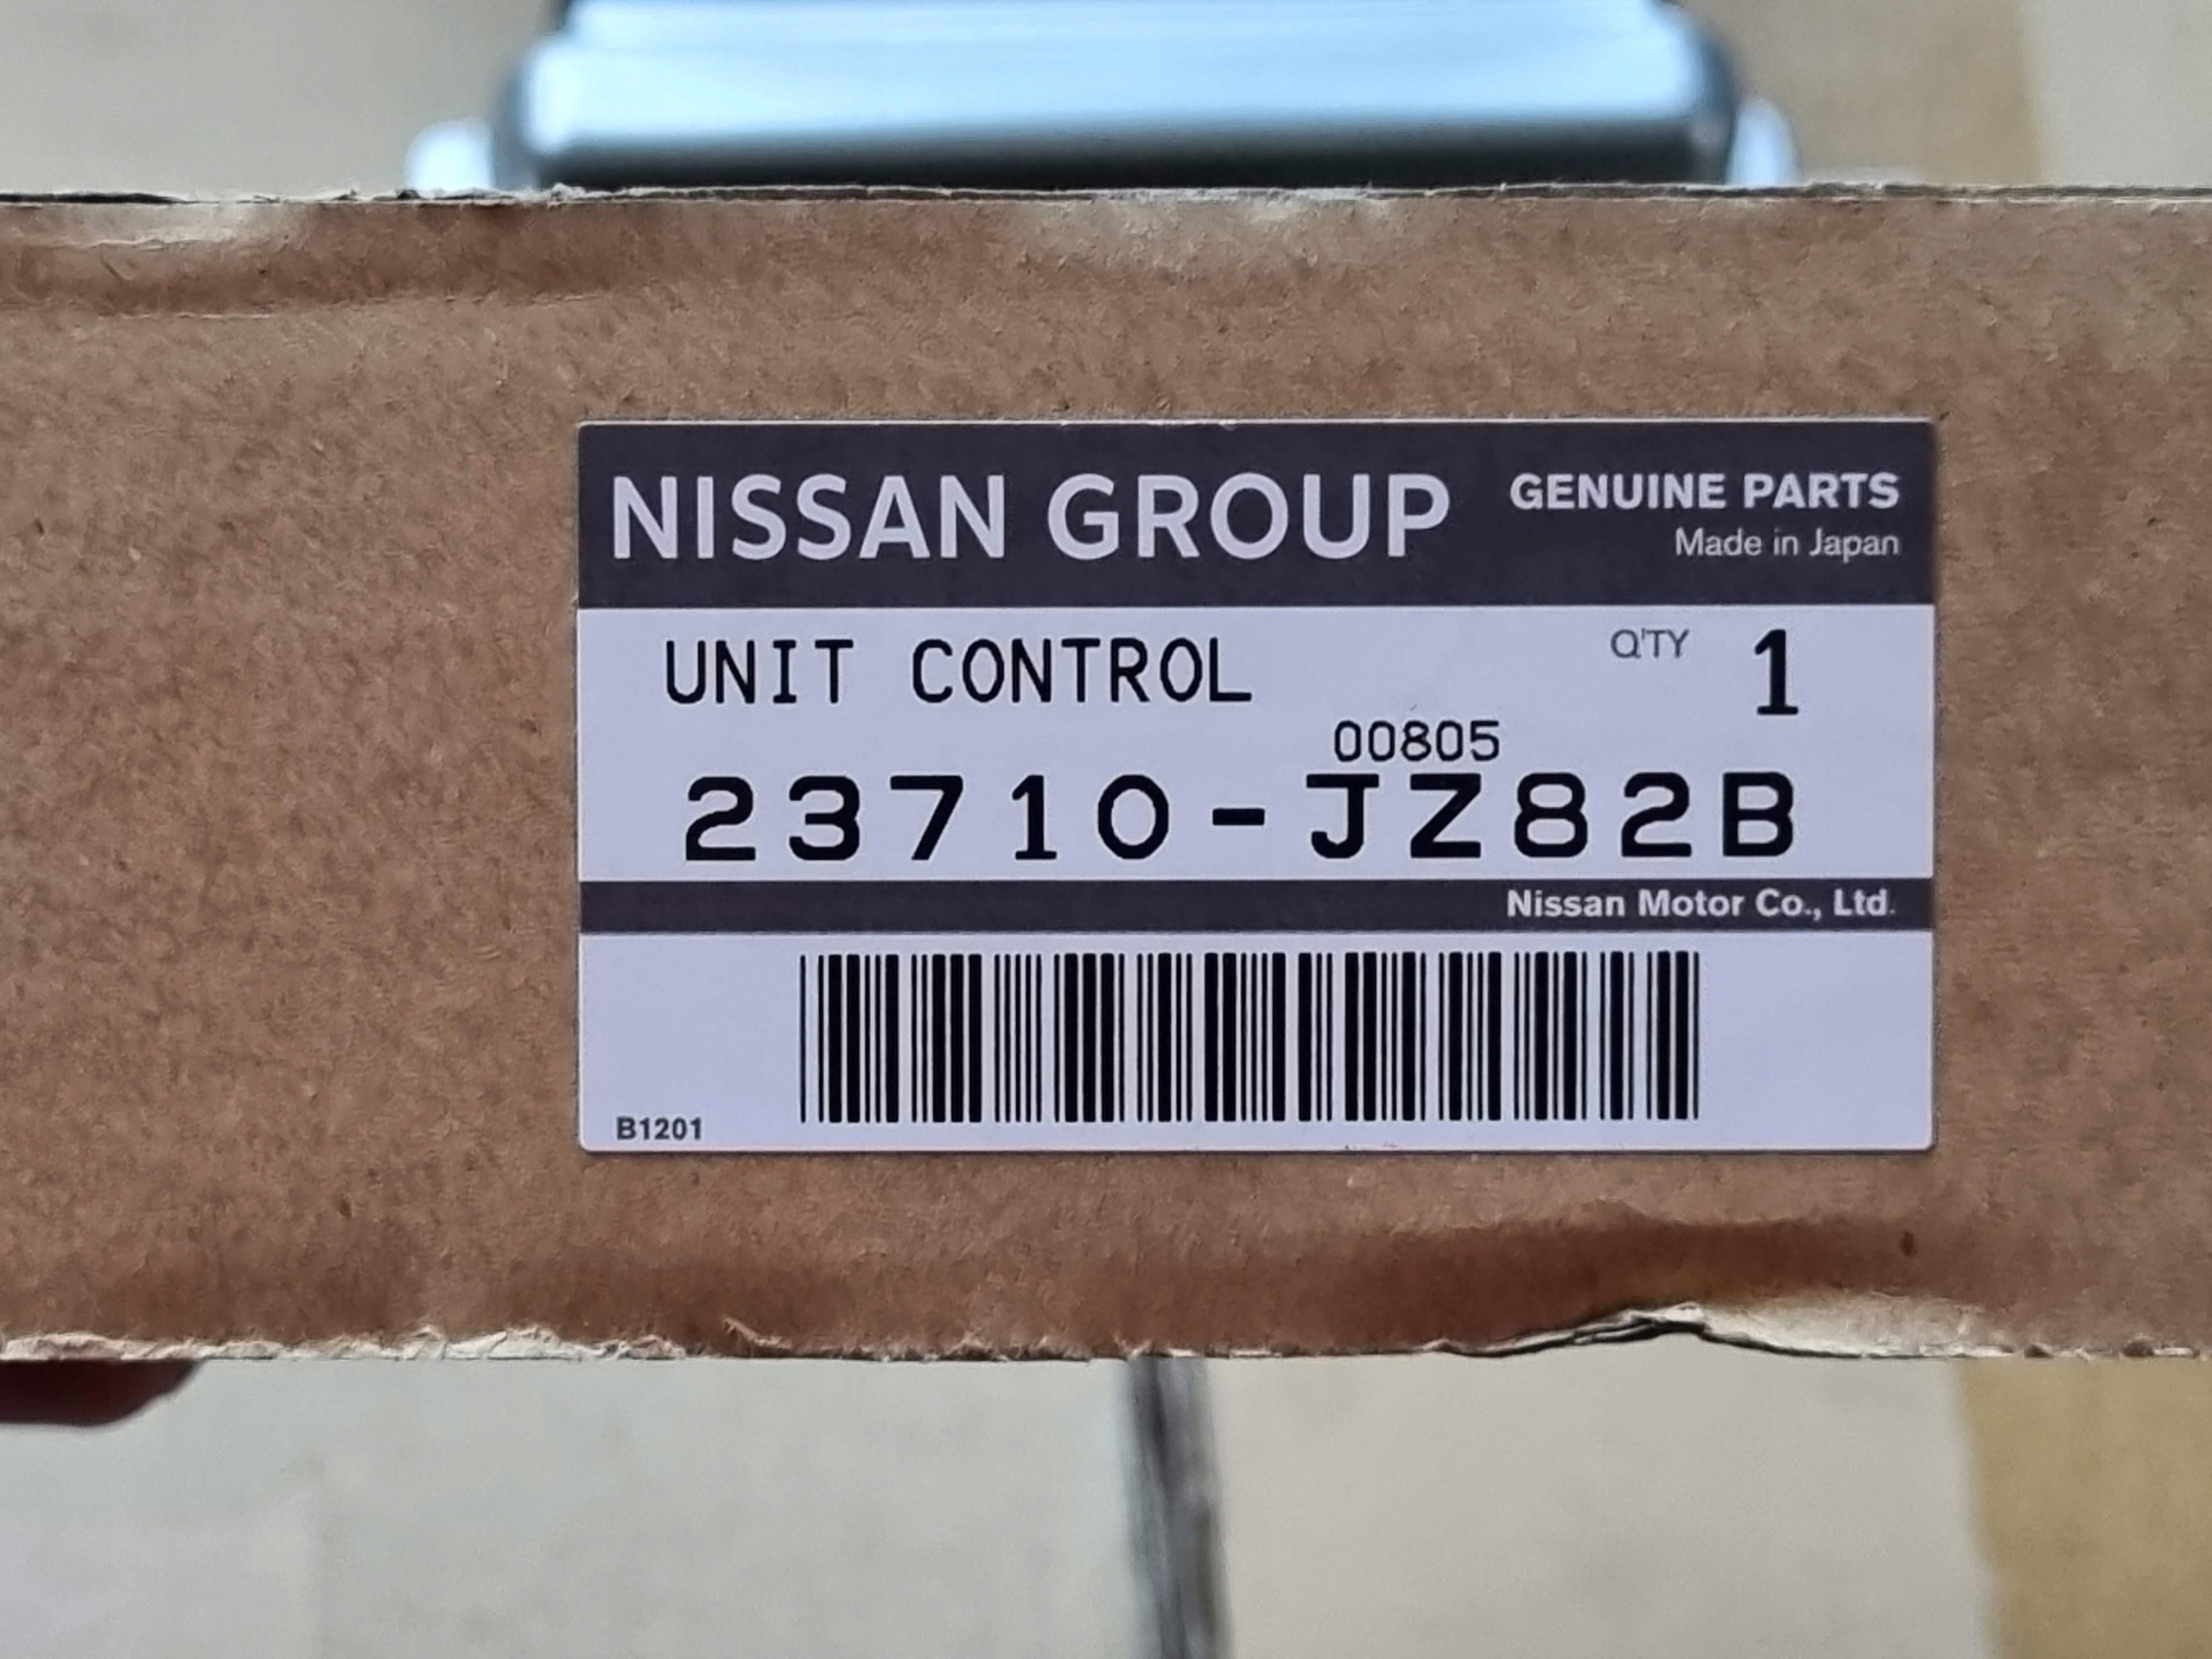 NISSAN GROUP
GENUINE PARTS
Made in Japan
UNIT CONTROL
Q'TY 1
00805
23710-JZ82B
Nissan Motor Co., Ltd.
B1201